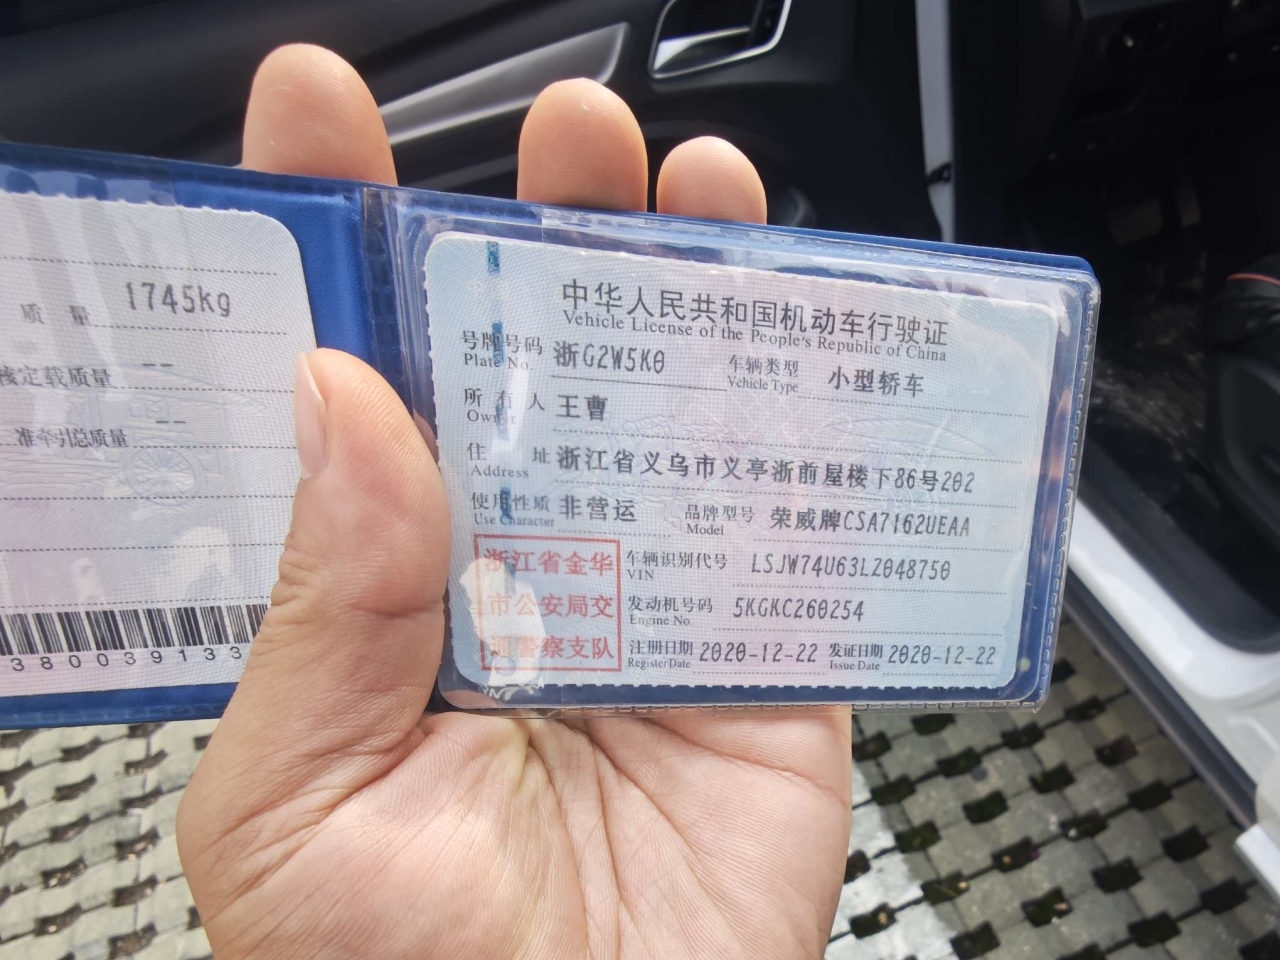 质 量 1745kg
核定载质量 --
准牵引总质量 --
380039133
中华人民共和国机动车行驶证
Vehicle License of the People's Republic of China
号牌号码 浙G2W5K0 车辆类型 小型轿车
Plate No. Vehicle Type
所有人 王曹
Owner
住 址 浙江省义乌市义亭浙前屋楼下86号202
Address
使用性质 非营运 品牌型号 荣威牌CSA7162UEAA
Use Character Model
浙江省金华
市公安局交
通警察支队
车辆识别代号 LSJW74U63LZ048750
VIN
发动机号码 5KGKC260254
Engine No.
注册日期 2020-12-22 发证日期 2020-12-22
Register Date Issue Date